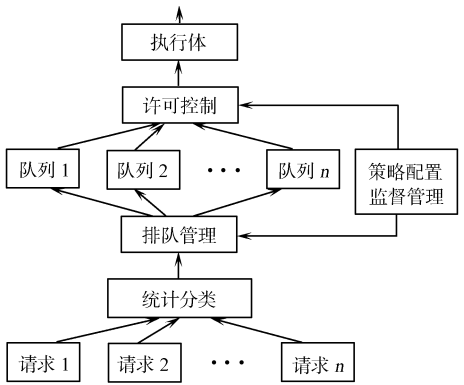 执行体
许可控制
队列 1
队列 2
···
队列 n
策略配置
监督管理
排队管理
统计分类
请求 1
请求 2
···
请求 n